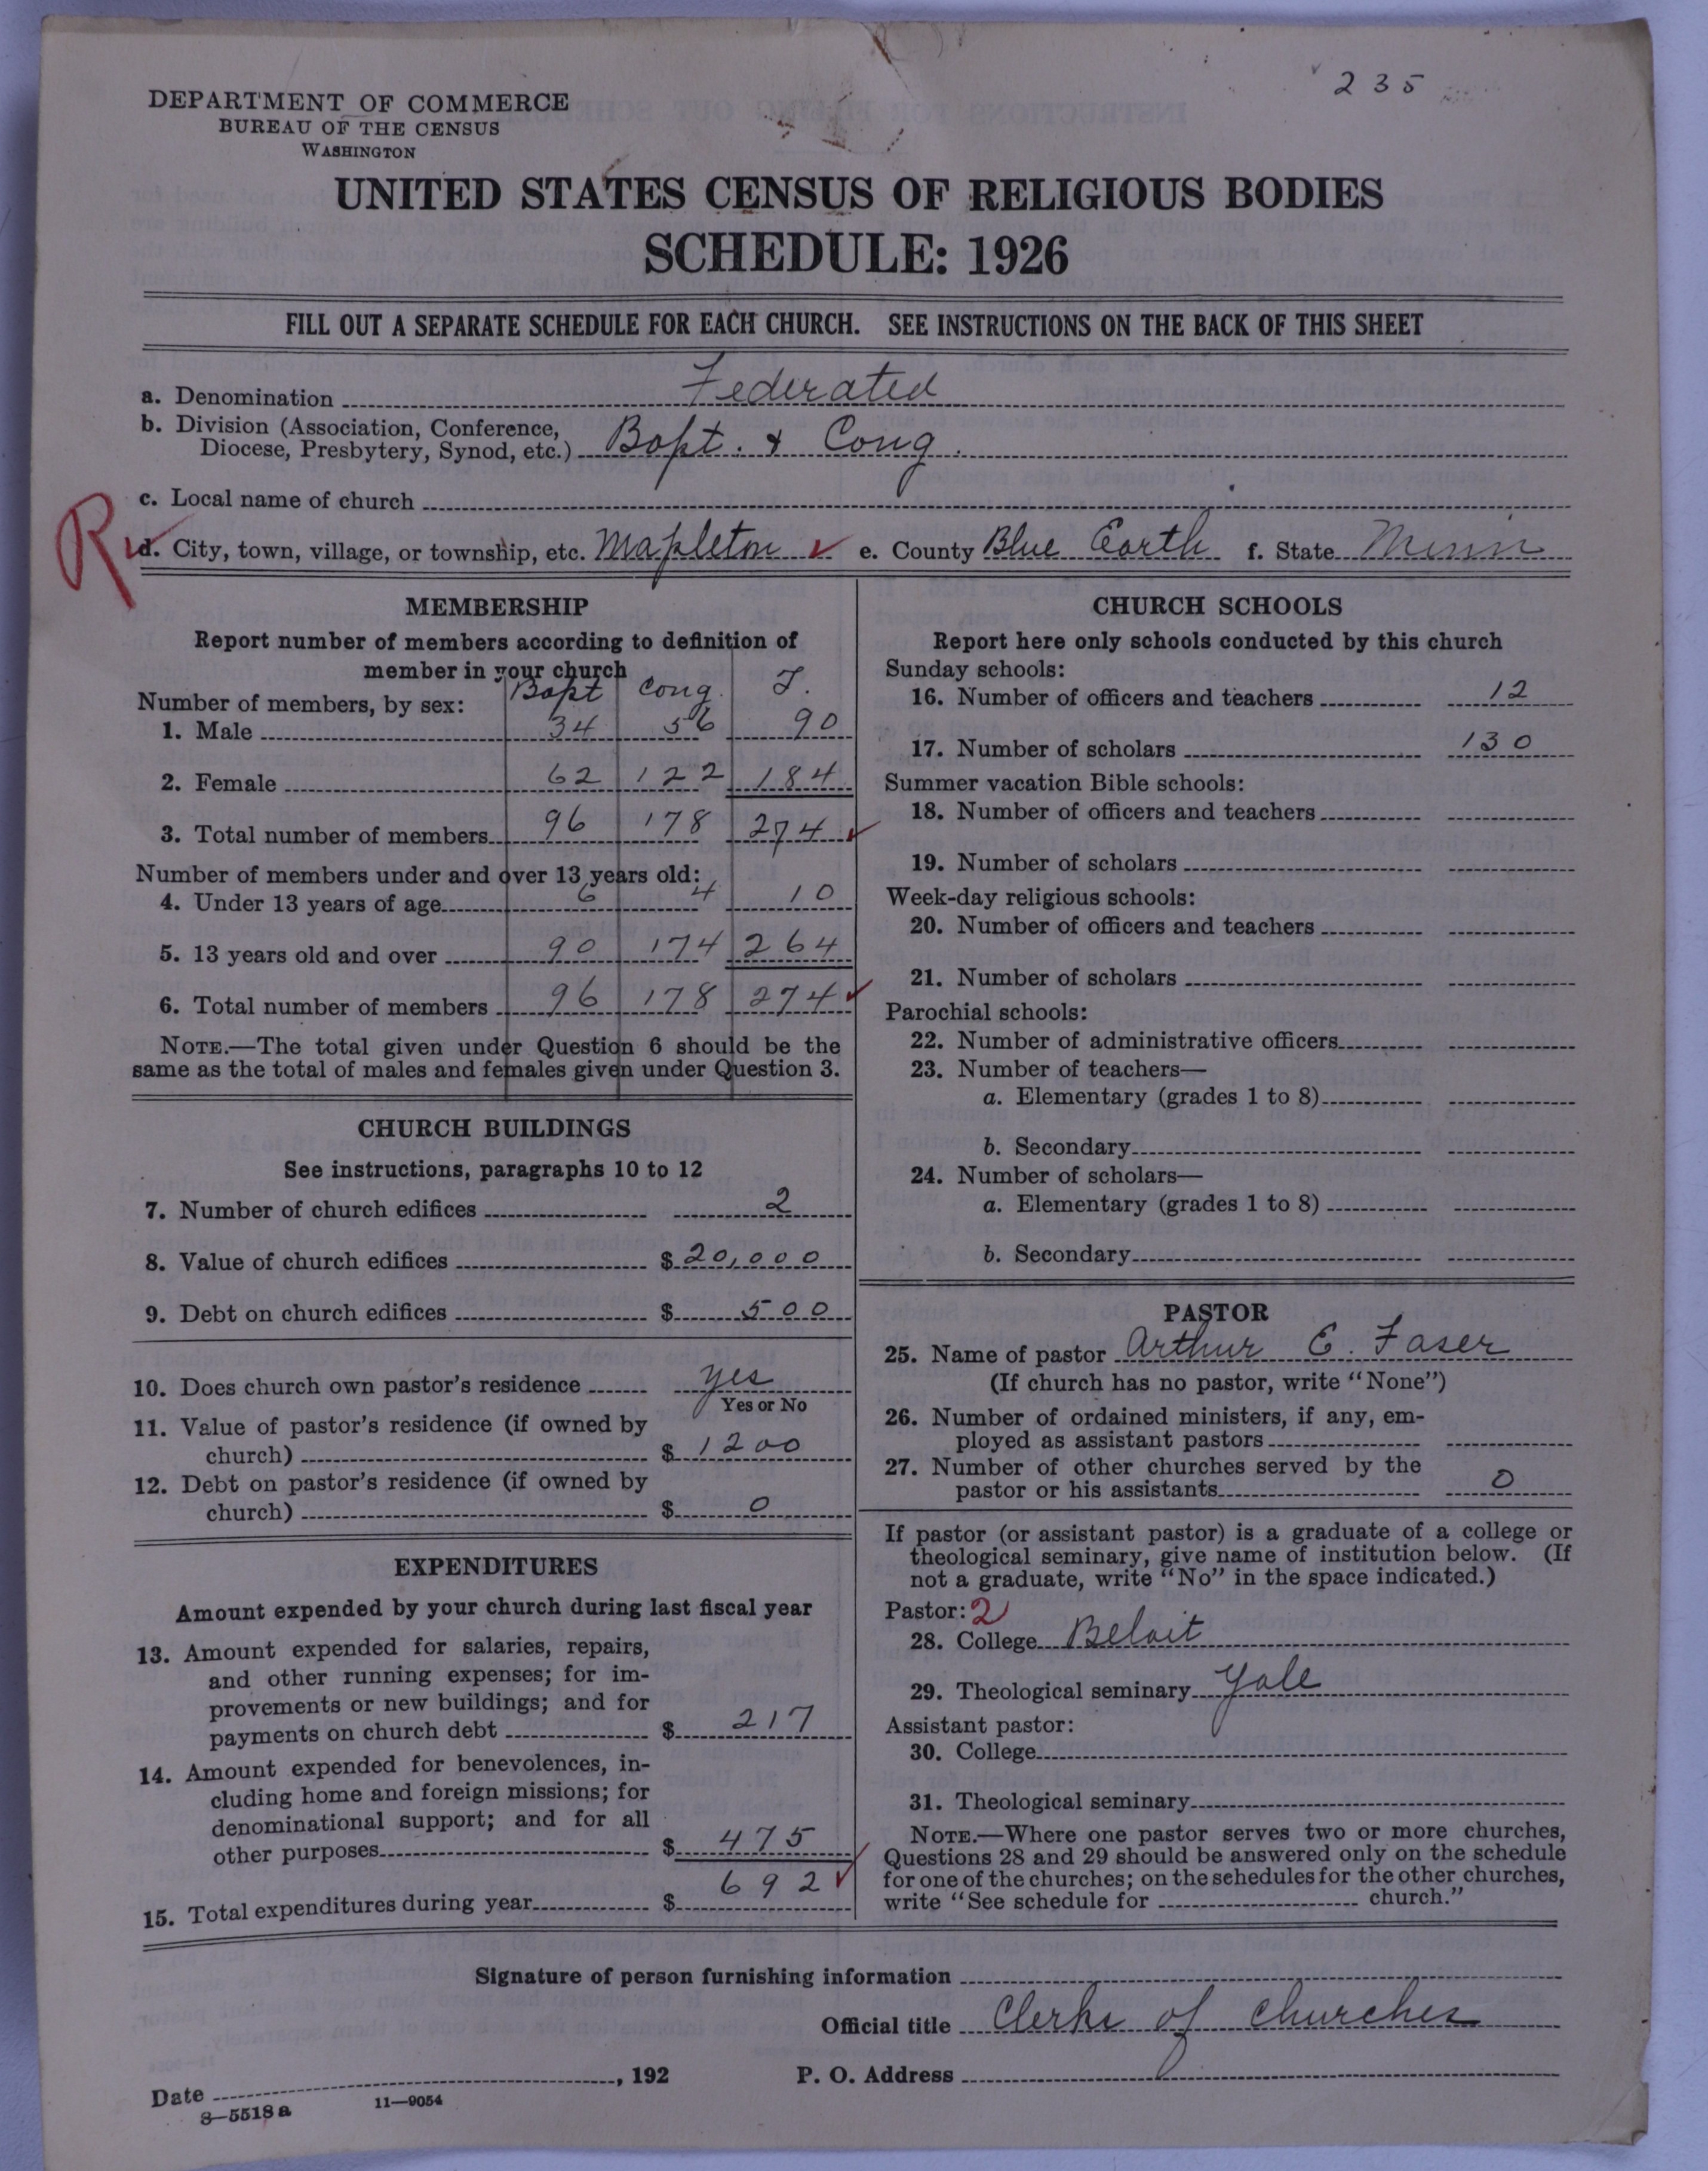 235
DEPARTMENT OF COMMERCE
BUREAU OF THE CENSUS
WASHINGTON
UNITED STATES CENSUS OF RELIGIOUS BODIES
SCHEDULE: 1926
FILL OUT A SEPARATE SCHEDULE FOR EACH CHURCH. SEE INSTRUCTIONS ON THE BACK OF THIS SHEET
a. Denomination Federated
b. Division (Association, Conference,
Diocese, Presbytery, Synod, etc.) Bapt. & Cong.
c. Local name of church
R d. City, town, village, or township, etc. Mapleton e. County Blue Earth f. State Minn
MEMBERSHIP
Report number of members according to definition of
member in your church
Bapt Cong. T.
Number of members, by sex:
1. Male 34 56 90
2. Female 62 122 184
3. Total number of members 96 178 274
Number of members under and over 13 years old:
4. Under 13 years of age 6 4 10
5. 13 years old and over 90 174 264
6. Total number of members 96 178 274
NOTE.—The total given under Question 6 should be the
same as the total of males and females given under Question 3.
CHURCH BUILDINGS
See instructions, paragraphs 10 to 12
7. Number of church edifices 2
8. Value of church edifices $ 20,000
9. Debt on church edifices $ 500
10. Does church own pastor's residence yes
Yes or No
11. Value of pastor's residence (if owned by
church) $ 1200
12. Debt on pastor's residence (if owned by
church) $ 0
EXPENDITURES
Amount expended by your church during last fiscal year
13. Amount expended for salaries, repairs,
and other running expenses; for im-
provements or new buildings; and for
payments on church debt $ 217
14. Amount expended for benevolences, in-
cluding home and foreign missions; for
denominational support; and for all
other purposes $ 475
15. Total expenditures during year $ 692
CHURCH SCHOOLS
Report here only schools conducted by this church
Sunday schools:
16. Number of officers and teachers 12
17. Number of scholars 130
Summer vacation Bible schools:
18. Number of officers and teachers
19. Number of scholars
Week-day religious schools:
20. Number of officers and teachers
21. Number of scholars
Parochial schools:
22. Number of administrative officers
23. Number of teachers—
a. Elementary (grades 1 to 8)
b. Secondary
24. Number of scholars—
a. Elementary (grades 1 to 8)
b. Secondary
PASTOR
25. Name of pastor Arthur E. Faser
(If church has no pastor, write "None")
26. Number of ordained ministers, if any, em-
ployed as assistant pastors
27. Number of other churches served by the
pastor or his assistants 0
If pastor (or assistant pastor) is a graduate of a college or
theological seminary, give name of institution below. (If
not a graduate, write "No" in the space indicated.)
Pastor: 2
28. College Beloit
29. Theological seminary Yale
Assistant pastor:
30. College
31. Theological seminary
NOTE.—Where one pastor serves two or more churches,
Questions 28 and 29 should be answered only on the schedule
for one of the churches; on the schedules for the other churches,
write "See schedule for church."
Signature of person furnishing information
Official title Clerks of Churches
Date , 192 P. O. Address
8—5518 a 11—9054